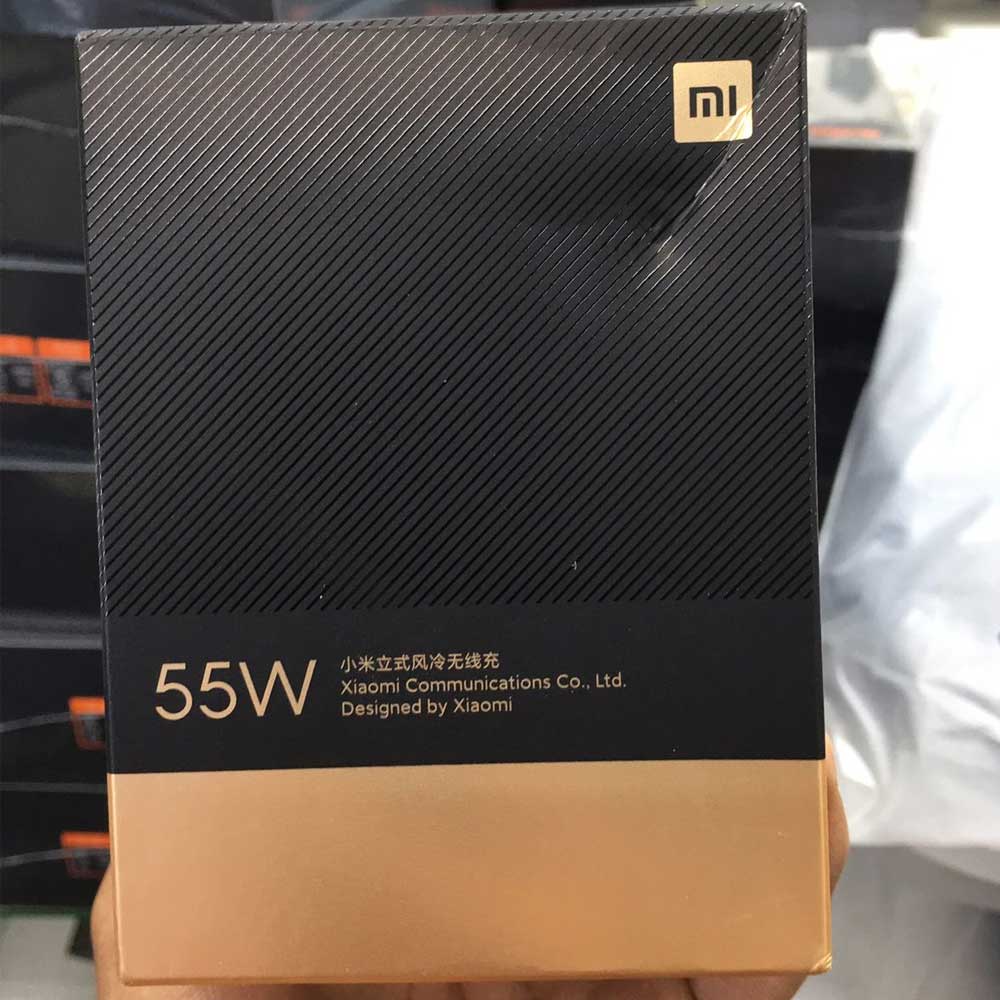 mi
55W
小米立式风冷无线充
Xiaomi Communications Co., Ltd.
Designed by Xiaomi